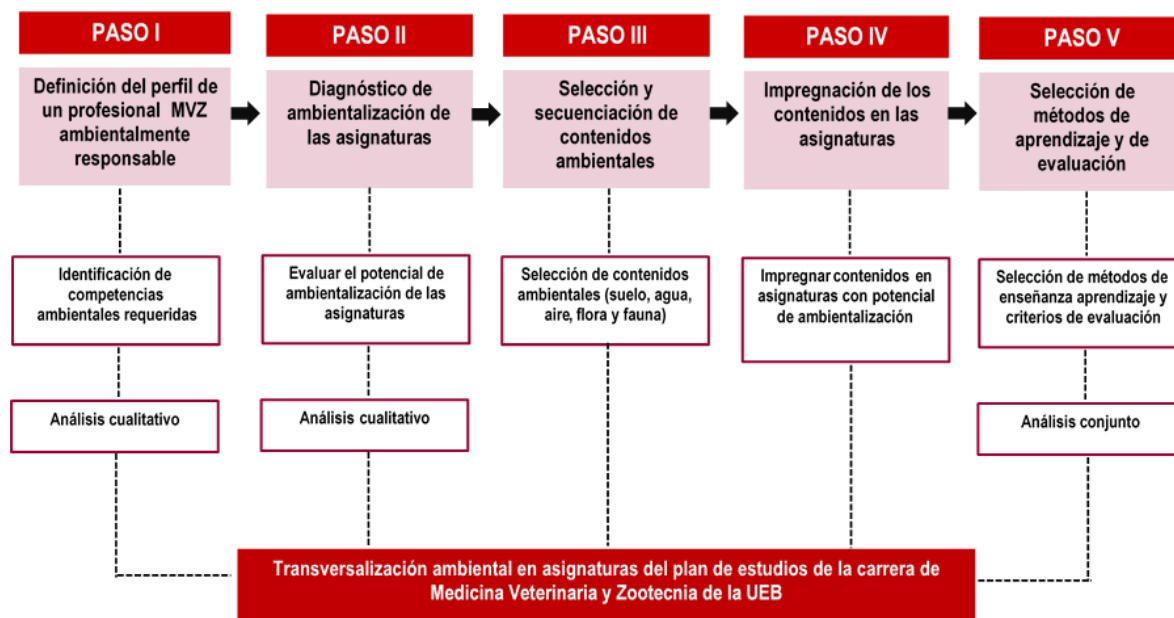 PASO I
PASO II
PASO III
PASO IV
PASO V
Definición del perfil de
un profesional MVZ
ambientalmente
responsable
Diagnóstico de
ambientalización de
las asignaturas
Selección y
secuenciación de
contenidos
ambientales
Impregnación de los
contenidos en las
asignaturas
Selección de
métodos de
aprendizaje y de
evaluación
Identificación de
competencias
ambientales requeridas
Evaluar el potencial de
ambientalización de las
asignaturas
Selección de contenidos
ambientales (suelo, agua,
aire, flora y fauna)
Impregnar contenidos en
asignaturas con potencial
de ambientalización
Selección de métodos de
enseñanza aprendizaje y
criterios de evaluación
Análisis cualitativo
Análisis cualitativo
Análisis conjunto
Transversalización ambiental en asignaturas del plan de estudios de la carrera de
Medicina Veterinaria y Zootecnia de la UEB